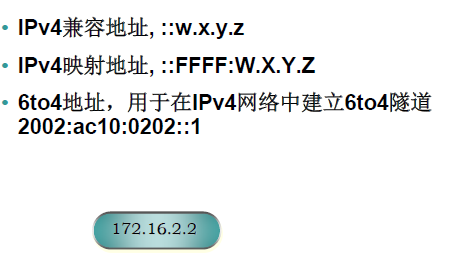 • IPv4兼容地址, ::w.x.y.z
• IPv4映射地址, ::FFFF:W.X.Y.Z
• 6to4地址，用于在IPv4网络中建立6to4隧道
2002:ac10:0202::1
172.16.2.2